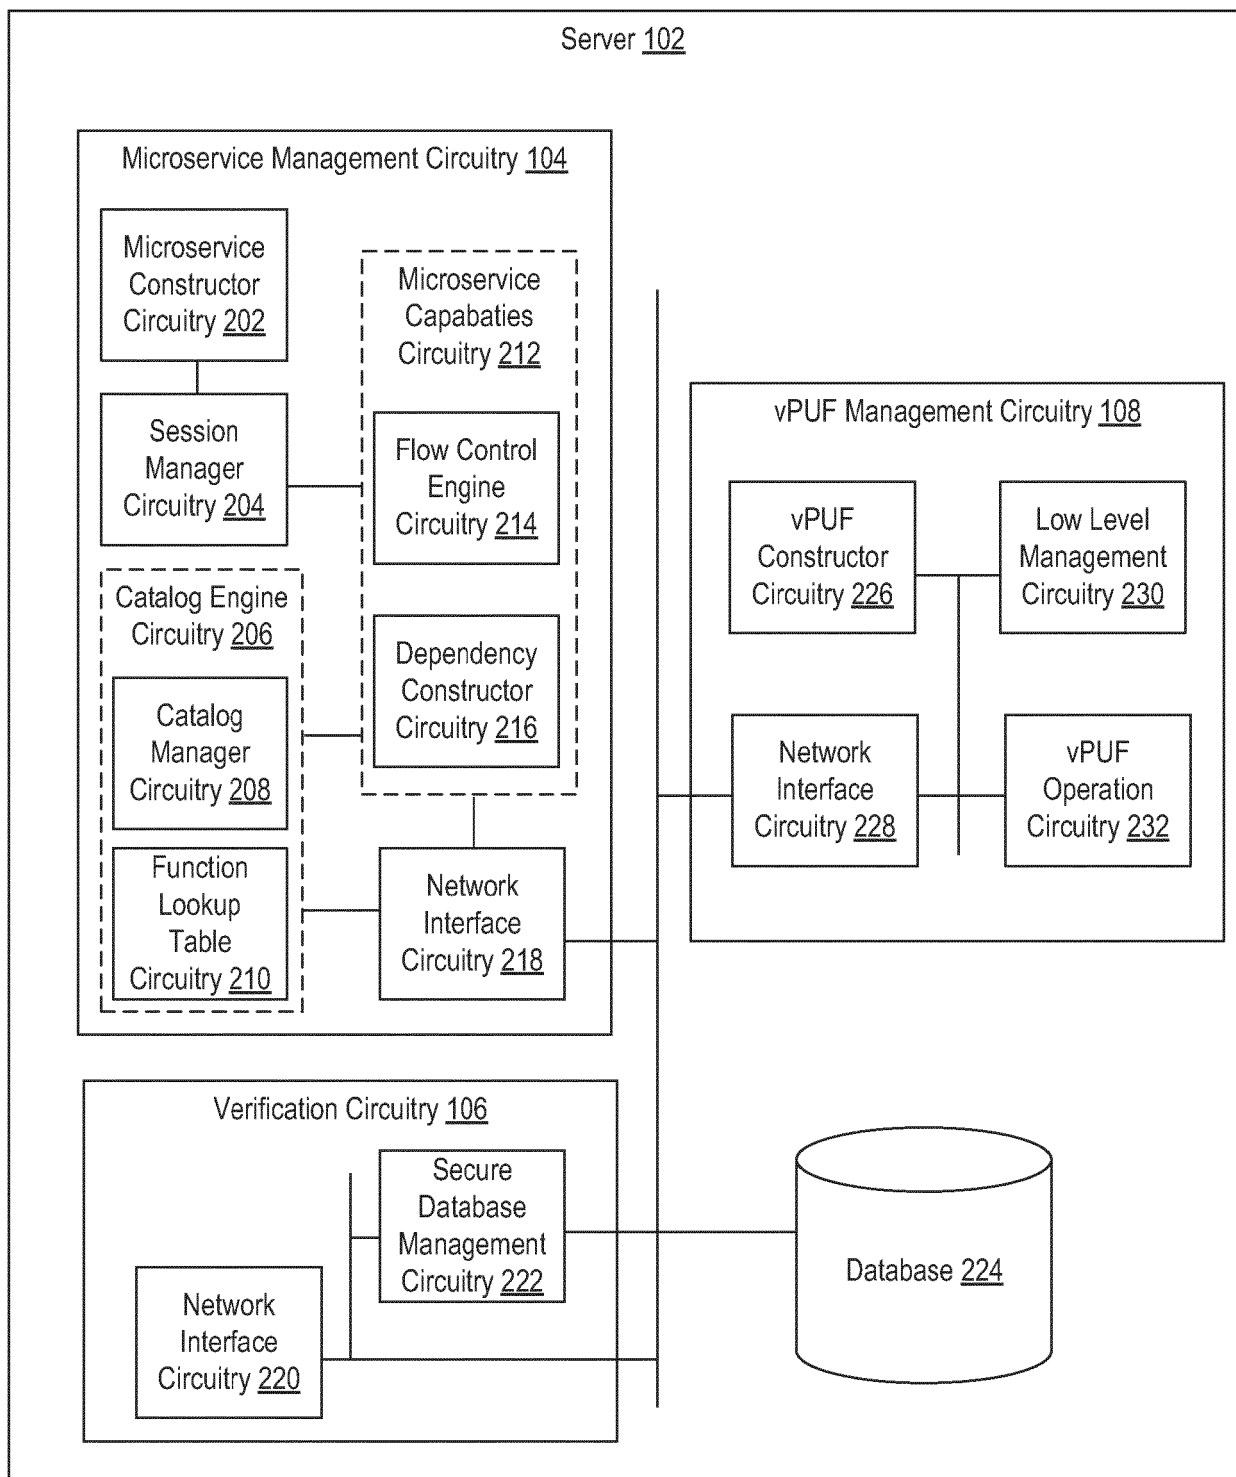 Server 102
Microservice Management Circuitry 104
Microservice
Constructor
Circuitry 202
Session
Manager
Circuitry 204
Catalog Engine
Circuitry 206
Catalog
Manager
Circuitry 208
Function
Lookup
Table
Circuitry 210
Microservice
Capabaties
Circuitry 212
Flow Control
Engine
Circuitry 214
Dependency
Constructor
Circuitry 216
Network
Interface
Circuitry 218
vPUF Management Circuitry 108
vPUF
Constructor
Circuitry 226
Low Level
Management
Circuitry 230
Network
Interface
Circuitry 228
vPUF
Operation
Circuitry 232
Verification Circuitry 106
Secure
Database
Management
Circuitry 222
Network
Interface
Circuitry 220
Database 224